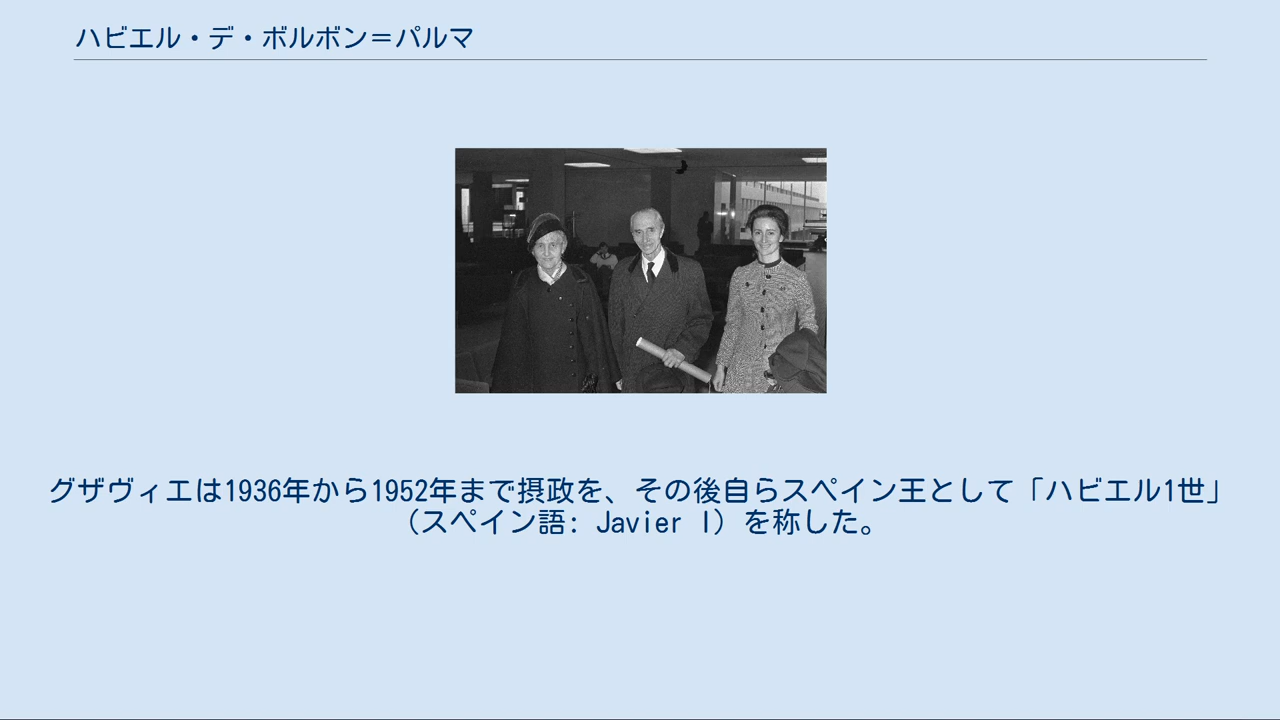 ハビエル・デ・ボルボン＝パルマ
グザヴィエは1936年から1952年まで摂政を、その後自らスペイン王として「ハビエル1世」
（スペイン語: Javier I）を称した。